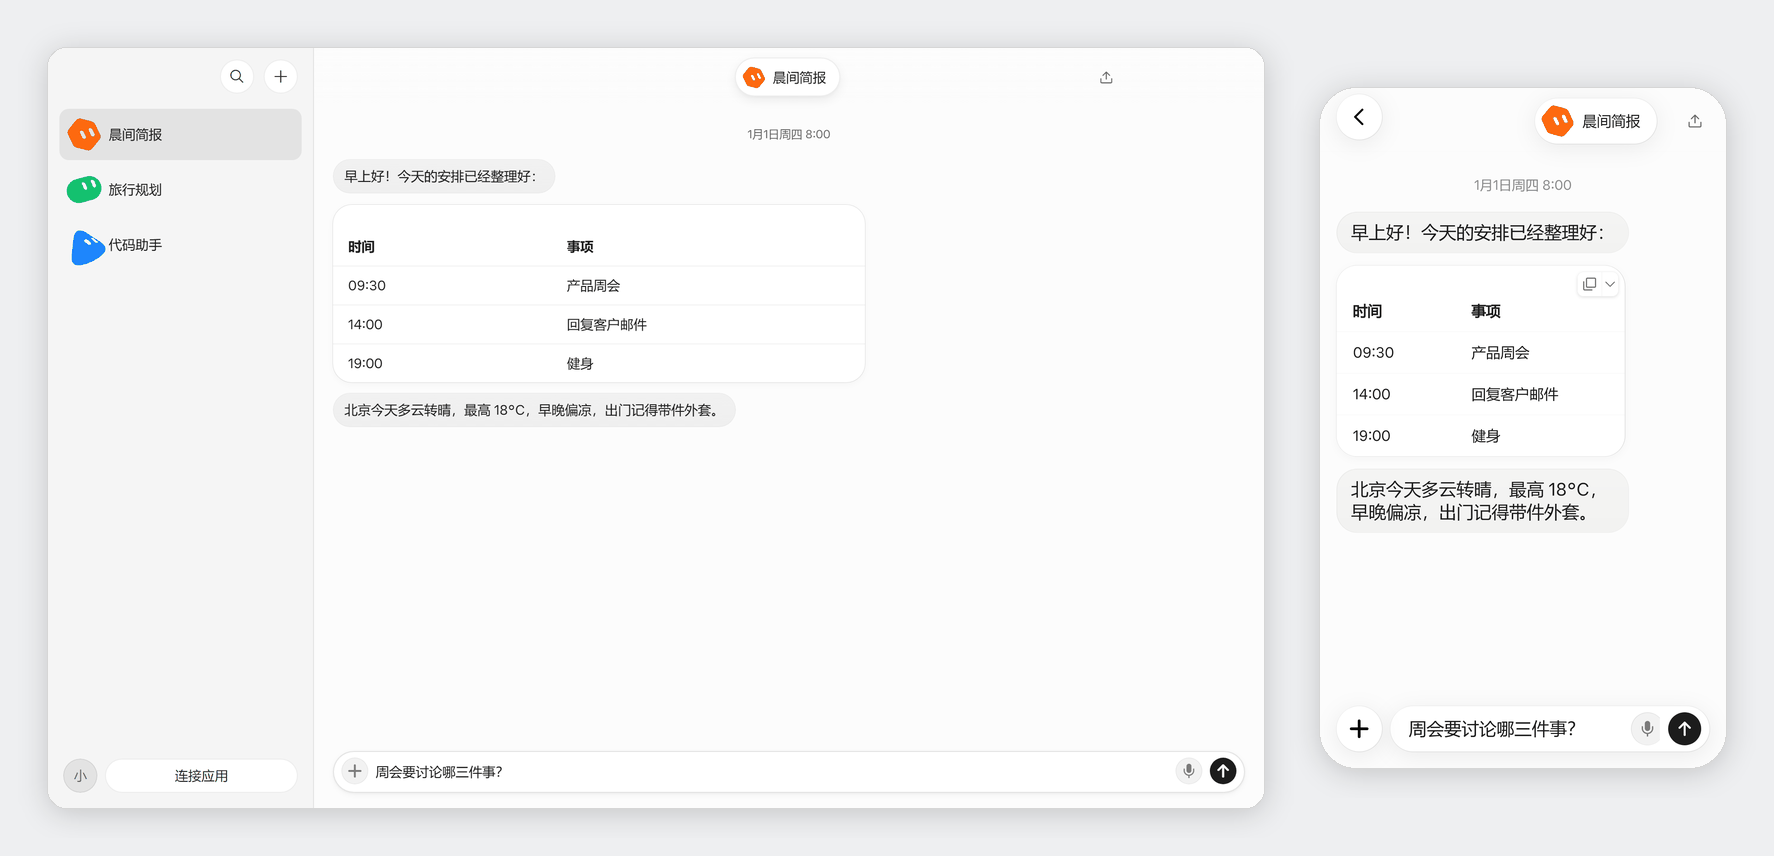 晨间简报
旅行规划
代码助手
小
连接应用
晨间简报
1月1日周四 8:00
早上好！今天的安排已经整理好：
时间 事项
09:30 产品周会
14:00 回复客户邮件
19:00 健身
北京今天多云转晴，最高 18°C，早晚偏凉，出门记得带件外套。
周会要讨论哪三件事？
晨间简报
1月1日周四 8:00
早上好！今天的安排已经整理好：
时间 事项
09:30 产品周会
14:00 回复客户邮件
19:00 健身
北京今天多云转晴，最高 18°C，
早晚偏凉，出门记得带件外套。
周会要讨论哪三件事？